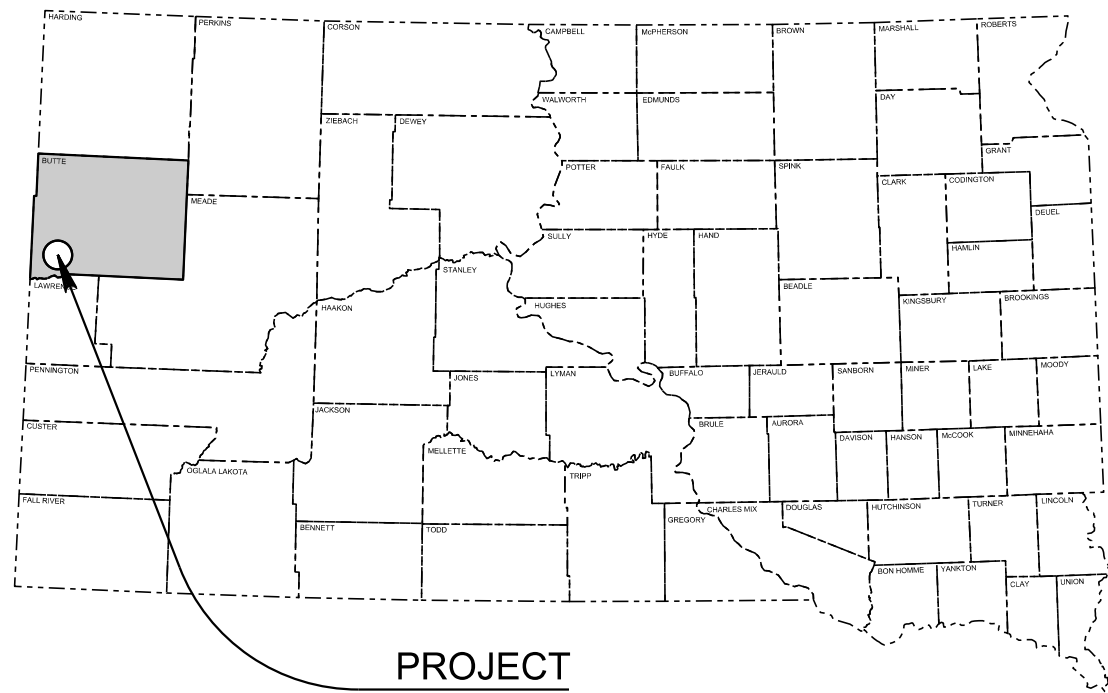 HARDING
PERKINS
CORSON
CAMPBELL
McPHERSON
BROWN
MARSHALL
ROBERTS
WALWORTH
EDMUNDS
DAY
ZIEBACH
DEWEY
GRANT
BUTTE
POTTER
FAULK
SPINK
CLARK
CODINGTON
MEADE
DEUEL
SULLY
HYDE
HAND
HAMLIN
STANLEY
BEADLE
LAWRENCE
HAAKON
HUGHES
KINGSBURY
BROOKINGS
PENNINGTON
JONES
LYMAN
BUFFALO
JERAULD
SANBORN
MINER
LAKE
MOODY
JACKSON
CUSTER
BRULE
AURORA
DAVISON
HANSON
McCOOK
MINNEHAHA
MELLETTE
OGLALA LAKOTA
TRIPP
FALL RIVER
GREGORY
CHARLES MIX
DOUGLAS
HUTCHINSON
TURNER
LINCOLN
BENNETT
TODD
BON HOMME
YANKTON
CLAY
UNION
PROJECT